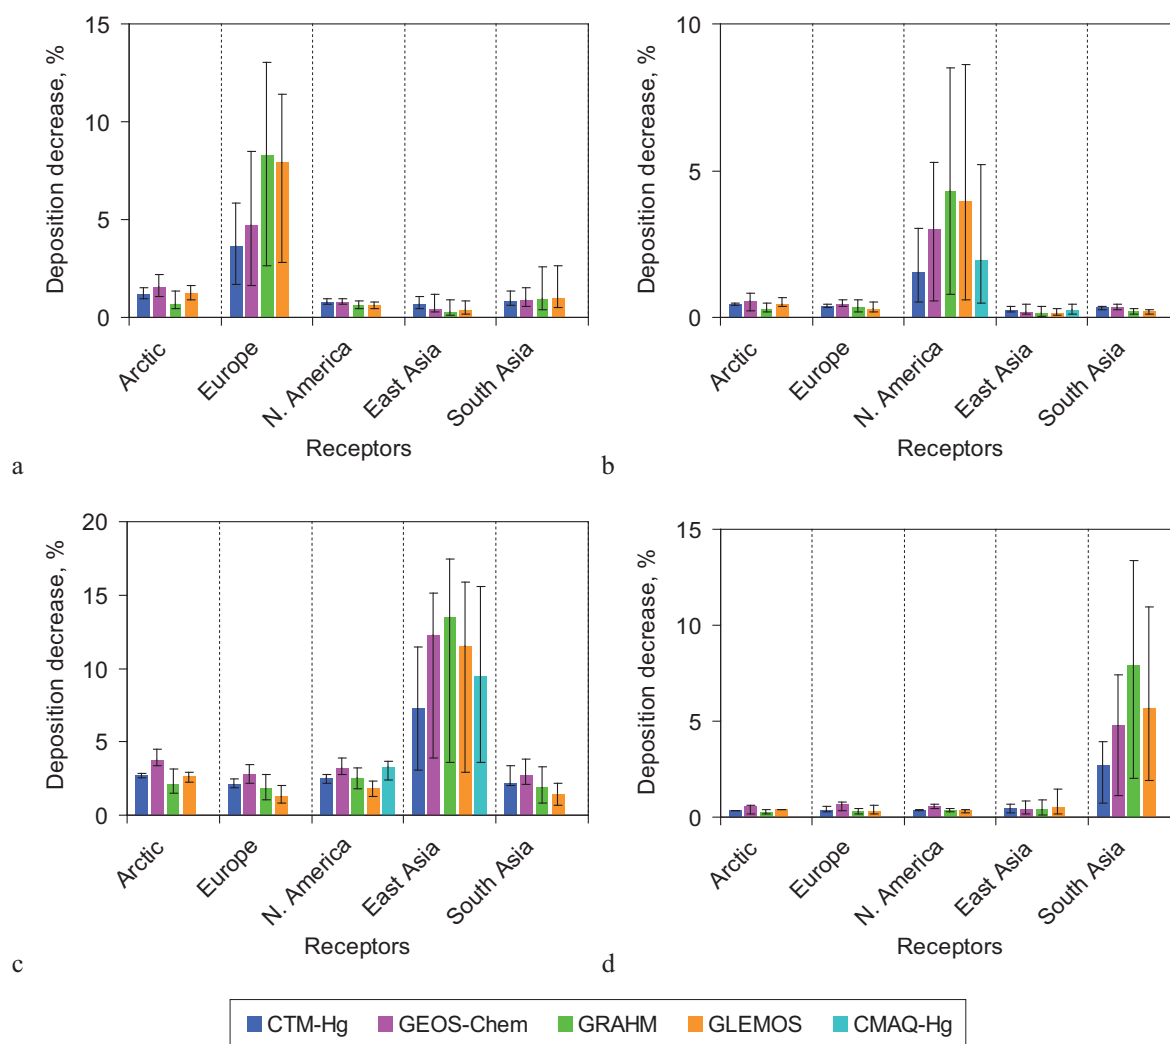 15
10
5
0
Deposition decrease, %
Arctic
Europe
N. America
East Asia
South Asia
Receptors
a
10
5
0
Deposition decrease, %
Arctic
Europe
N. America
East Asia
South Asia
Receptors
b
20
15
10
5
0
Deposition decrease, %
Arctic
Europe
N. America
East Asia
South Asia
Receptors
c
15
10
5
0
Deposition decrease, %
Arctic
Europe
N. America
East Asia
South Asia
Receptors
d
CTM-Hg GEOS-Chem GRAHM GLEMOS CMAQ-Hg